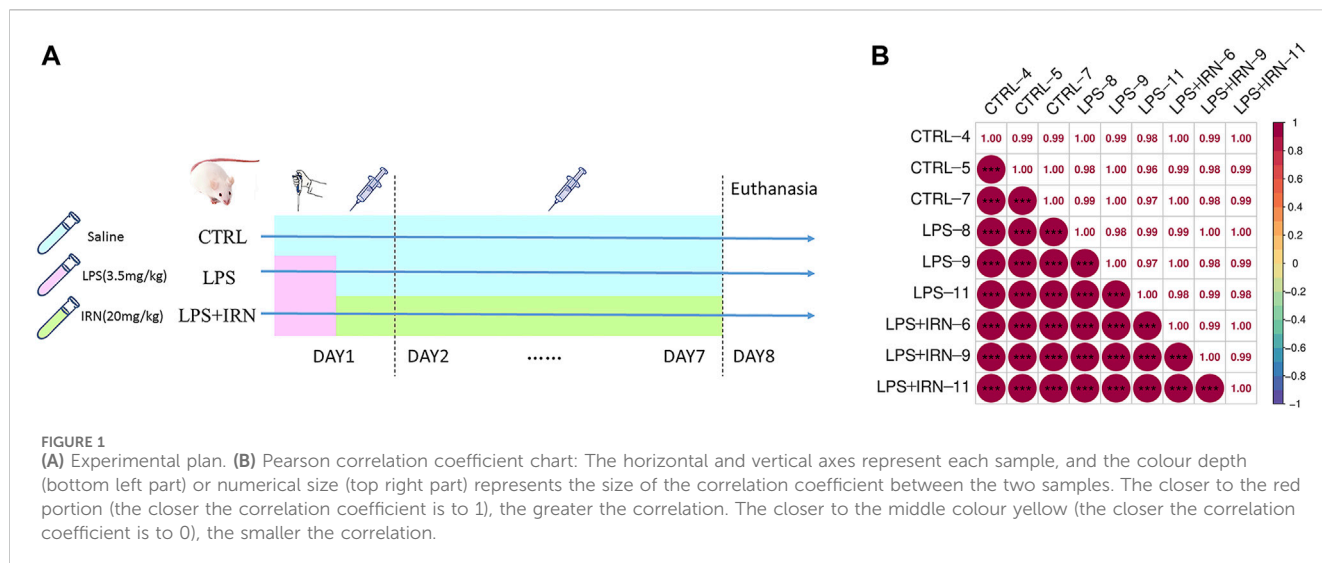 A
Saline
LPS(3.5mg/kg)
IRN(20mg/kg)
CTRL
LPS
LPS+IRN
Euthanasia
DAY1 DAY2 ...... DAY7 DAY8
B
CTRL–4 CTRL–5 CTRL–7 LPS–8 LPS–9 LPS–11 LPS+IRN–6 LPS+IRN–9 LPS+IRN–11
CTRL–4 1.00 0.99 0.99 1.00 0.99 0.98 1.00 0.99 1.00
CTRL–5 *** 1.00 1.00 0.98 1.00 0.96 0.99 0.98 0.99
CTRL–7 *** *** 1.00 0.99 1.00 0.97 1.00 0.98 0.99
LPS–8 *** *** *** 1.00 0.98 0.99 0.99 1.00 1.00
LPS–9 *** *** *** *** 1.00 0.97 1.00 0.98 0.99
LPS–11 *** *** *** *** *** 1.00 0.98 0.99 0.98
LPS+IRN–6 *** *** *** *** *** *** 1.00 0.99 1.00
LPS+IRN–9 *** *** *** *** *** *** *** 1.00 0.99
LPS+IRN–11 *** *** *** *** *** *** *** *** 1.00
1
0.8
0.6
0.4
0.2
0
−0.2
−0.4
−0.6
−0.8
−1
FIGURE 1
(A) Experimental plan. (B) Pearson correlation coefficient chart: The horizontal and vertical axes represent each sample, and the colour depth
(bottom left part) or numerical size (top right part) represents the size of the correlation coefficient between the two samples. The closer to the red
portion (the closer the correlation coefficient is to 1), the greater the correlation. The closer to the middle colour yellow (the closer the correlation
coefficient is to 0), the smaller the correlation.